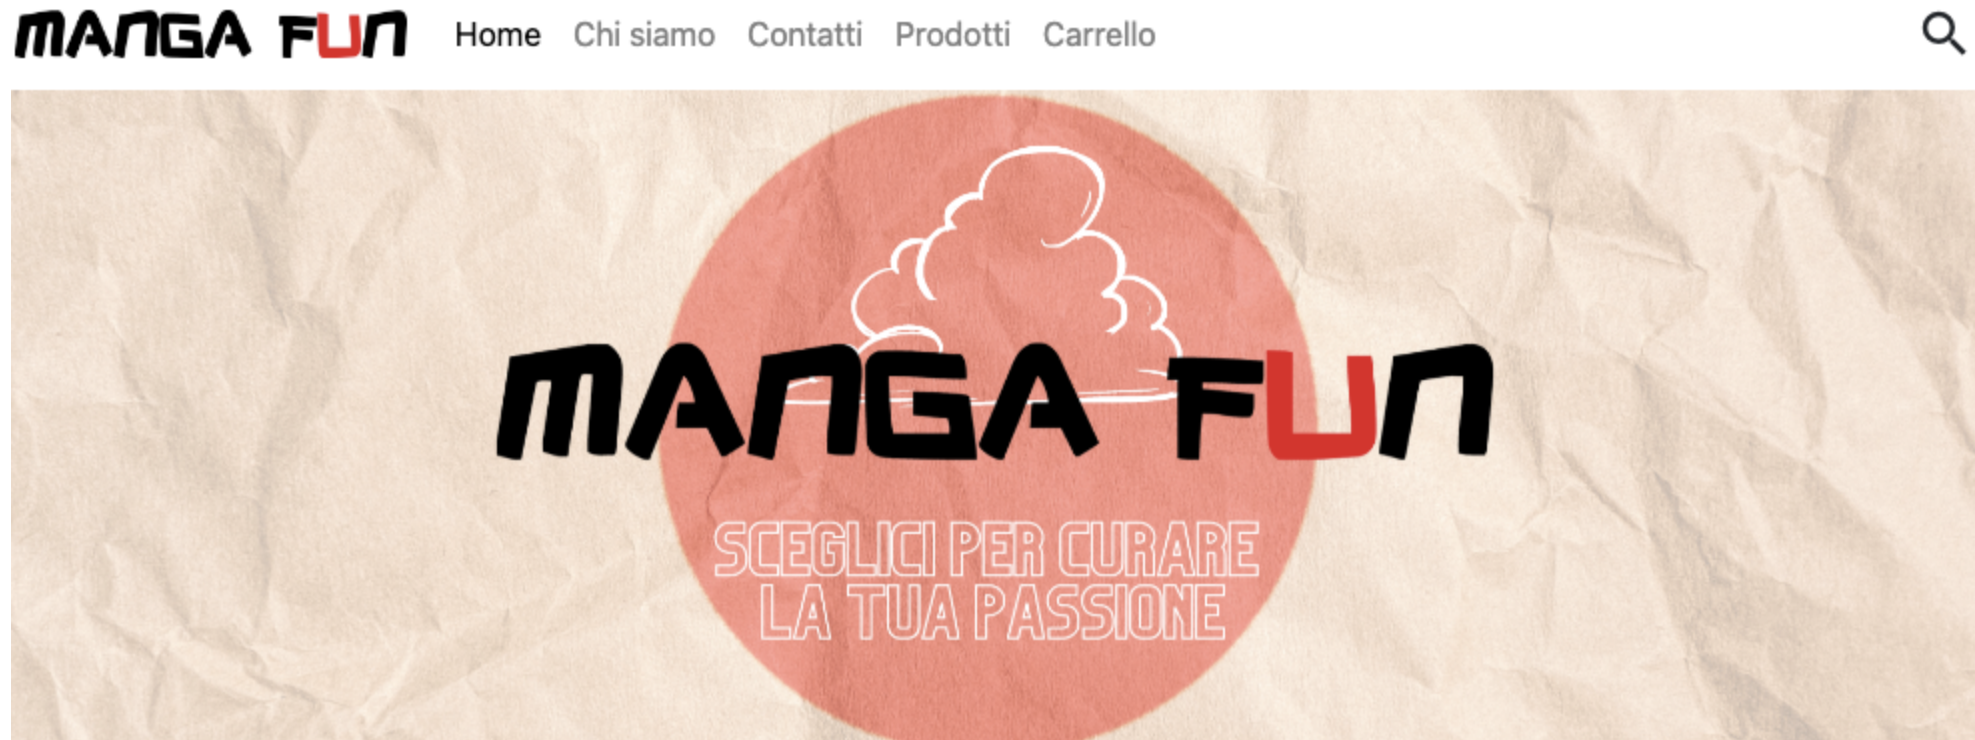 MANGA FUN Home Chi siamo Contatti Prodotti Carrello
MANGA FUN
SCEGLICI PER CURARE
LA TUA PASSIONE